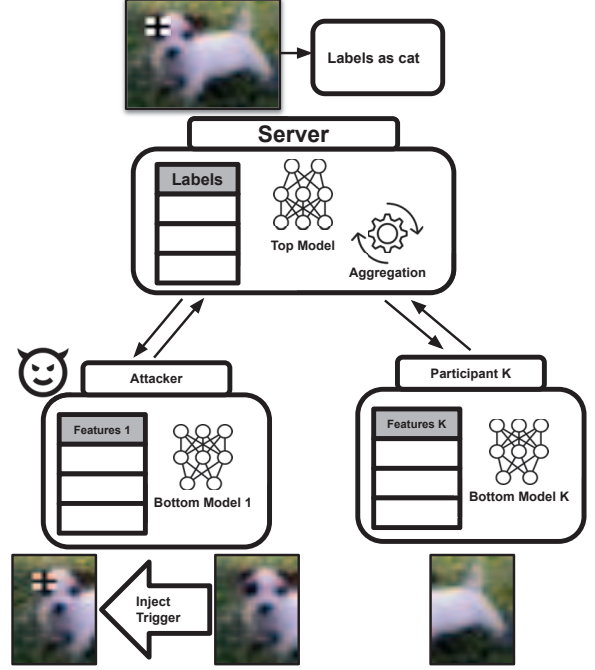 Labels as cat
Server
Labels
Top Model
Aggregation
Attacker
Participant K
Features 1
Bottom Model 1
Features K
Bottom Model K
Inject
Trigger